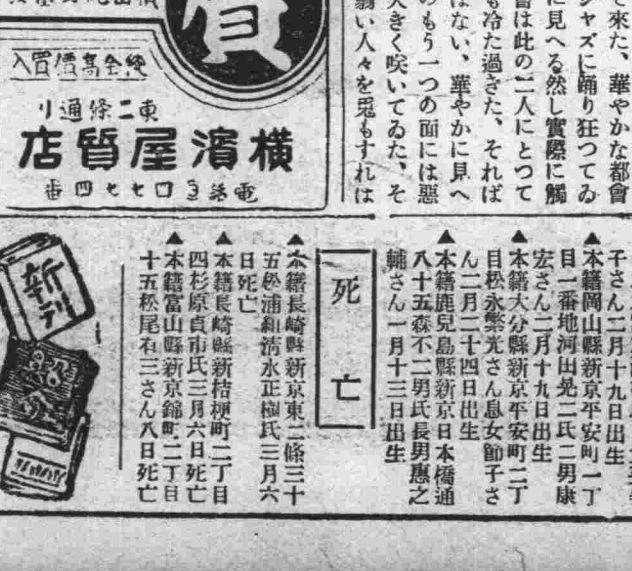 て來た、華やかな都會
ジャズに踊り狂つてゐ
に見へる然し實際に觸
會は此の二人にとつて
も冷た過きた、それば
はない、華やかに見へ
のもう一つの面には惡
大きく咲いてゐた、そ
弱い人々を兎もすれは
質
純金高價買入
東二條通リ
橫濱屋質店
電話③四七七四番
子さん二月十九日出生
▲本籍岡山縣新京平安町一丁
目一番地河山晃二氏二男康
宏さん二月十九日出生
▲本籍大分縣新京平安町二丁
目松永繁光さん息女節子さ
ん二月二十四日出生
▲本籍鹿兒島縣新京日本橋通
八十五森不二男氏長男惠之
輔さん一月十三日出生
死亡
▲本籍長崎縣新京東二條三十
五松浦組淸水正樹氏三月六
日死亡
▲本籍長崎縣新桔梗町二丁目
四杉原貞市氏三月六日死亡
▲本籍富山縣新京錦町二丁目
十五松尾有三さん八日死亡
新刊